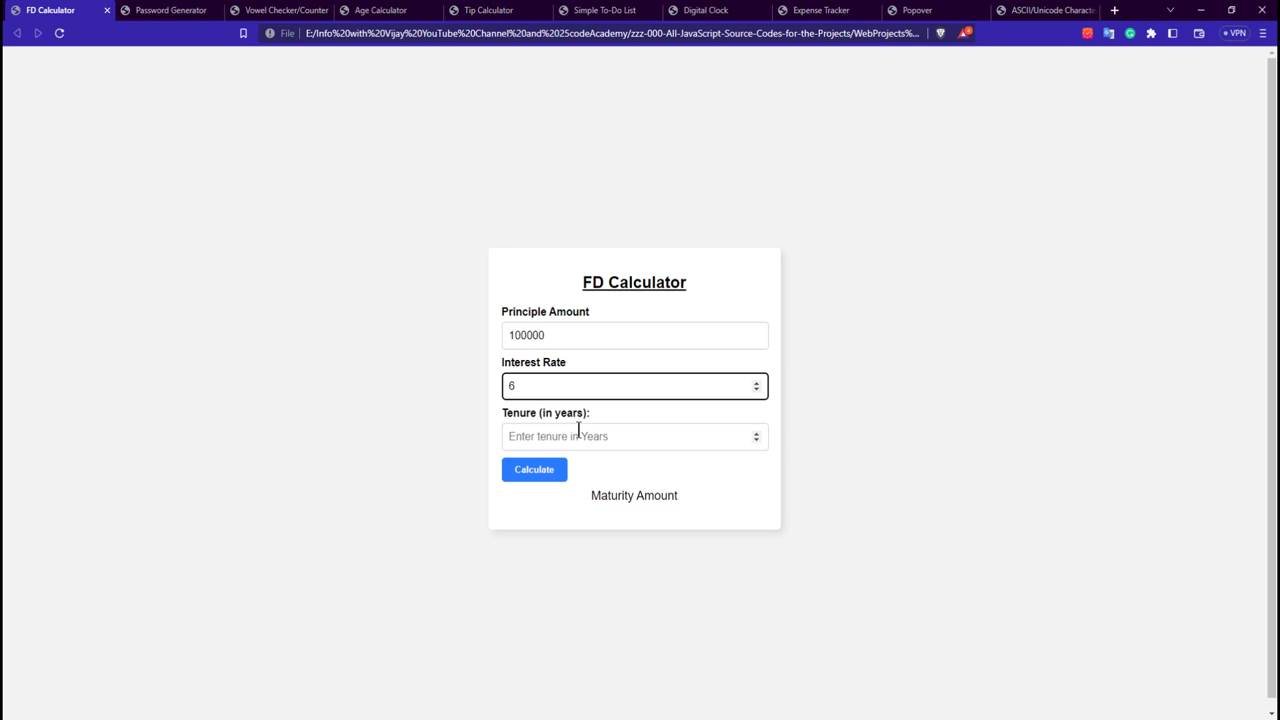 FD Calculator
Password Generator
Vowel Checker/Counter
Age Calculator
Tip Calculator
Simple To-Do List
Digital Clock
Expense Tracker
Popover
ASCII/Unicode Charact
File
E:/Info%20with%20Vijay%20YouTube%20Channel%20and%2025codeAcademy/zzz-000-All-JavaScript-Source-Codes-for-the-Projects/WebProjects%...
4
VPN
FD Calculator
Principle Amount
100000
Interest Rate
6
Tenure (in years):
Enter tenure in Years
Calculate
Maturity Amount